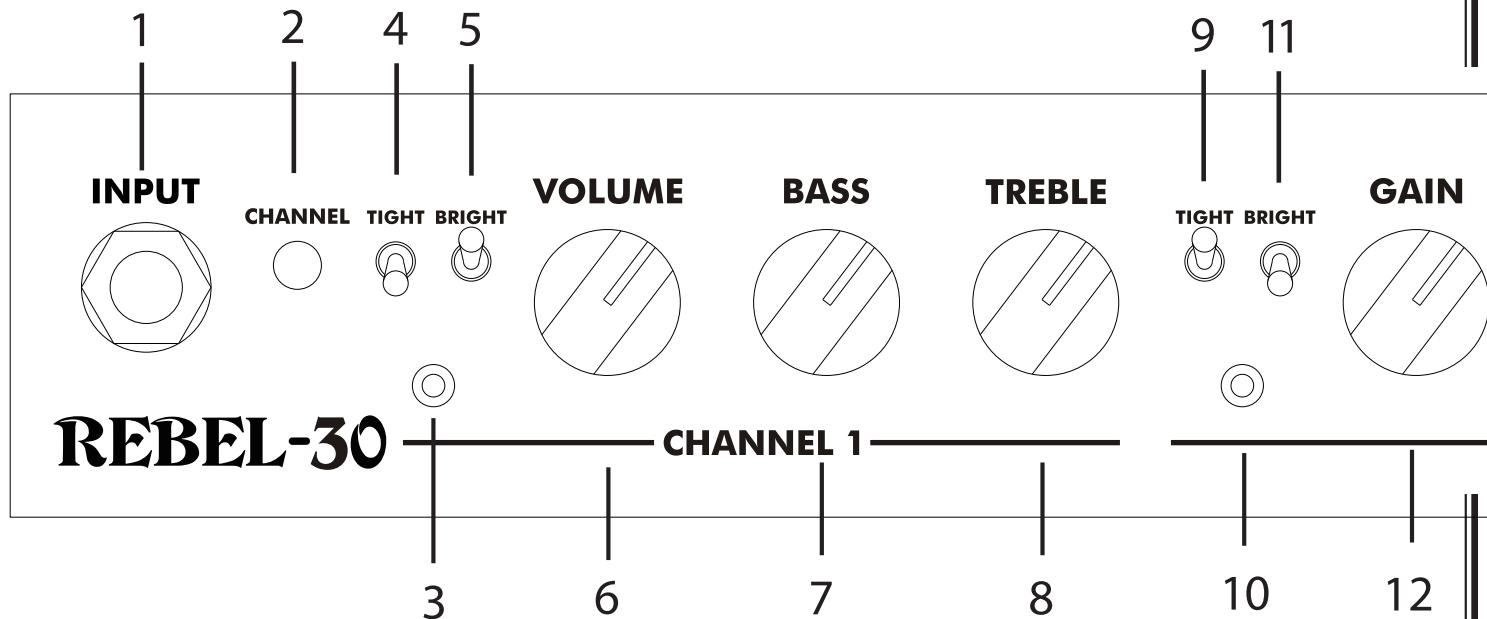 1 2 4 5 9 11
INPUT VOLUME BASS TREBLE GAIN
CHANNEL TIGHT BRIGHT TIGHT BRIGHT
REBEL-30 CHANNEL 1
3 6 7 8 10 12